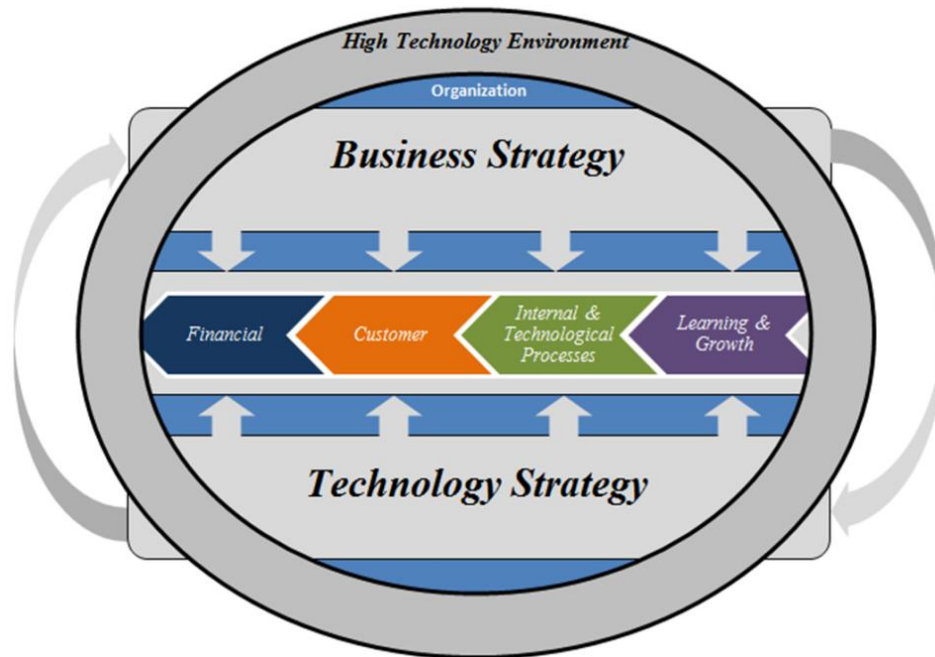 High Technology Environment
Organization
Business Strategy
Financial
Customer
Internal &
Technological
Processes
Learning &
Growth
Technology Strategy